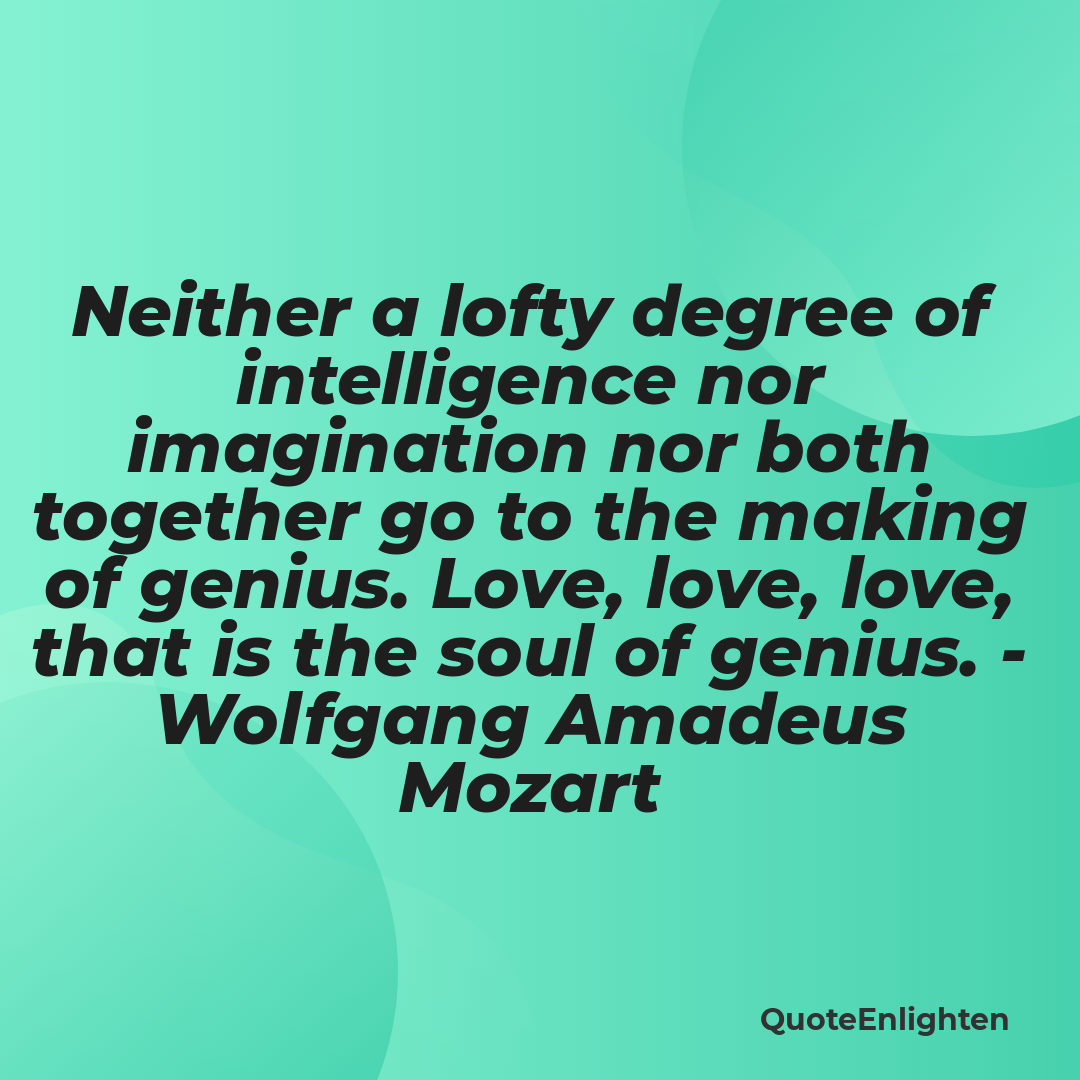 Neither a lofty degree of
intelligence nor
imagination nor both
together go to the making
of genius. Love, love, love,
that is the soul of genius. -
Wolfgang Amadeus
Mozart
QuoteEnlighten